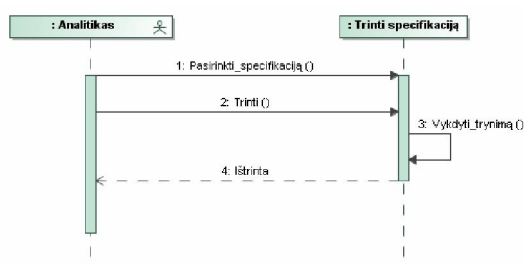 : Analitikas
: Trinti specifikaciją
1: Pasirinkti_specifikaciją ()
2: Trinti ()
3: Vykdyti_trynimą ()
4: Ištrinta